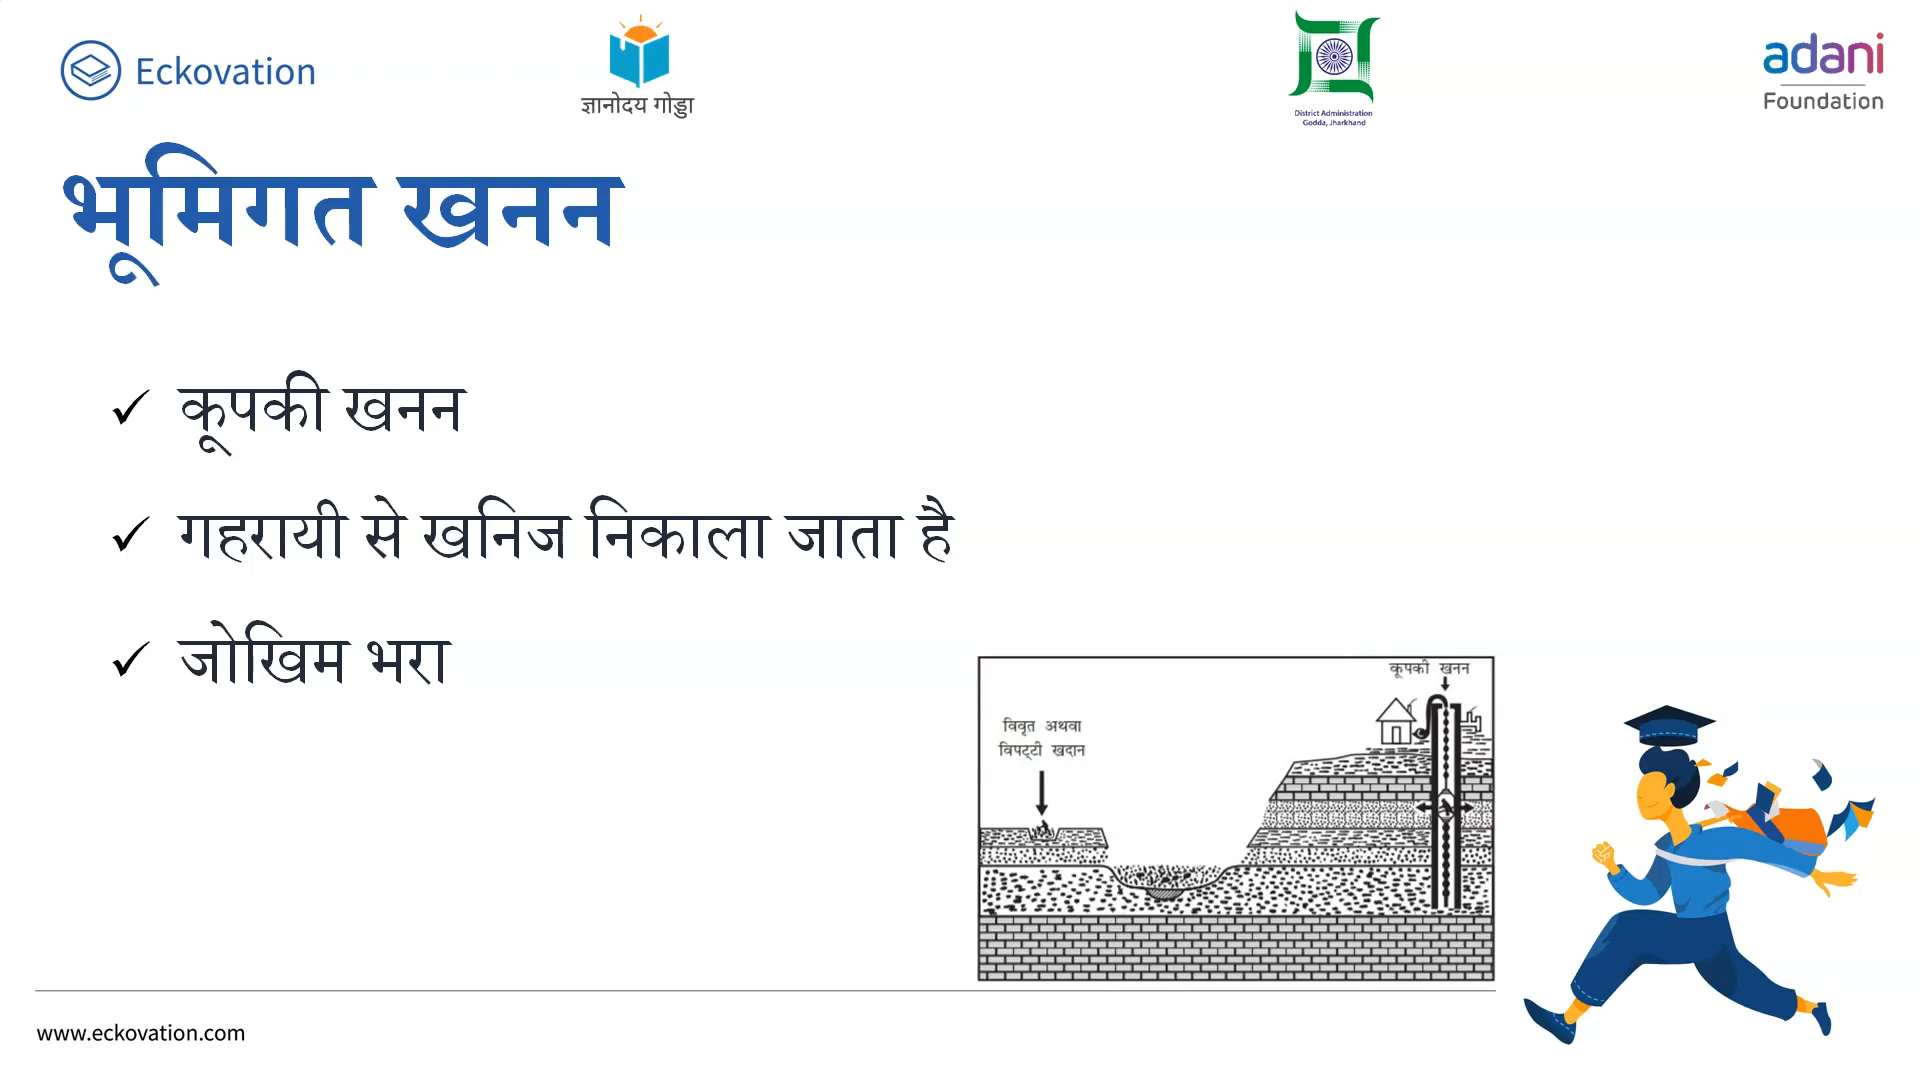 Eckovation
ज्ञानोदय गोड्डा
District Administration
Godda, Jharkhand
adani
Foundation
भूमिगत खनन
कूपकी खनन
गहरायी से खनिज निकाला जाता है
जोखिम भरा
कूपकी खनन
विवृत अथवा
विपट्टी खदान
www.eckovation.com